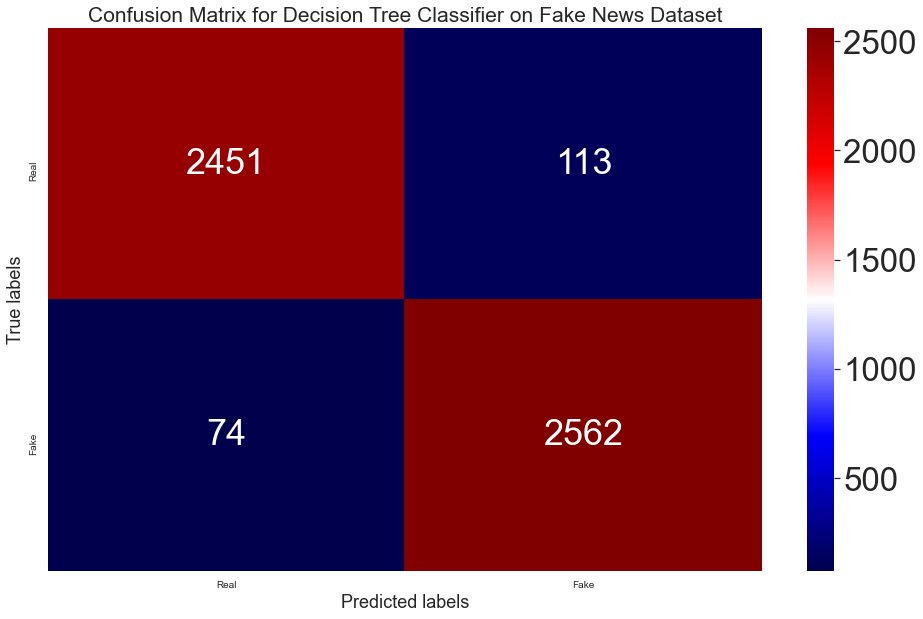 Confusion Matrix for Decision Tree Classifier on Fake News Dataset
2500
2451
113
2000
Real
1500
True labels
1000
Fake
74
2562
500
Real
Fake
Predicted labels